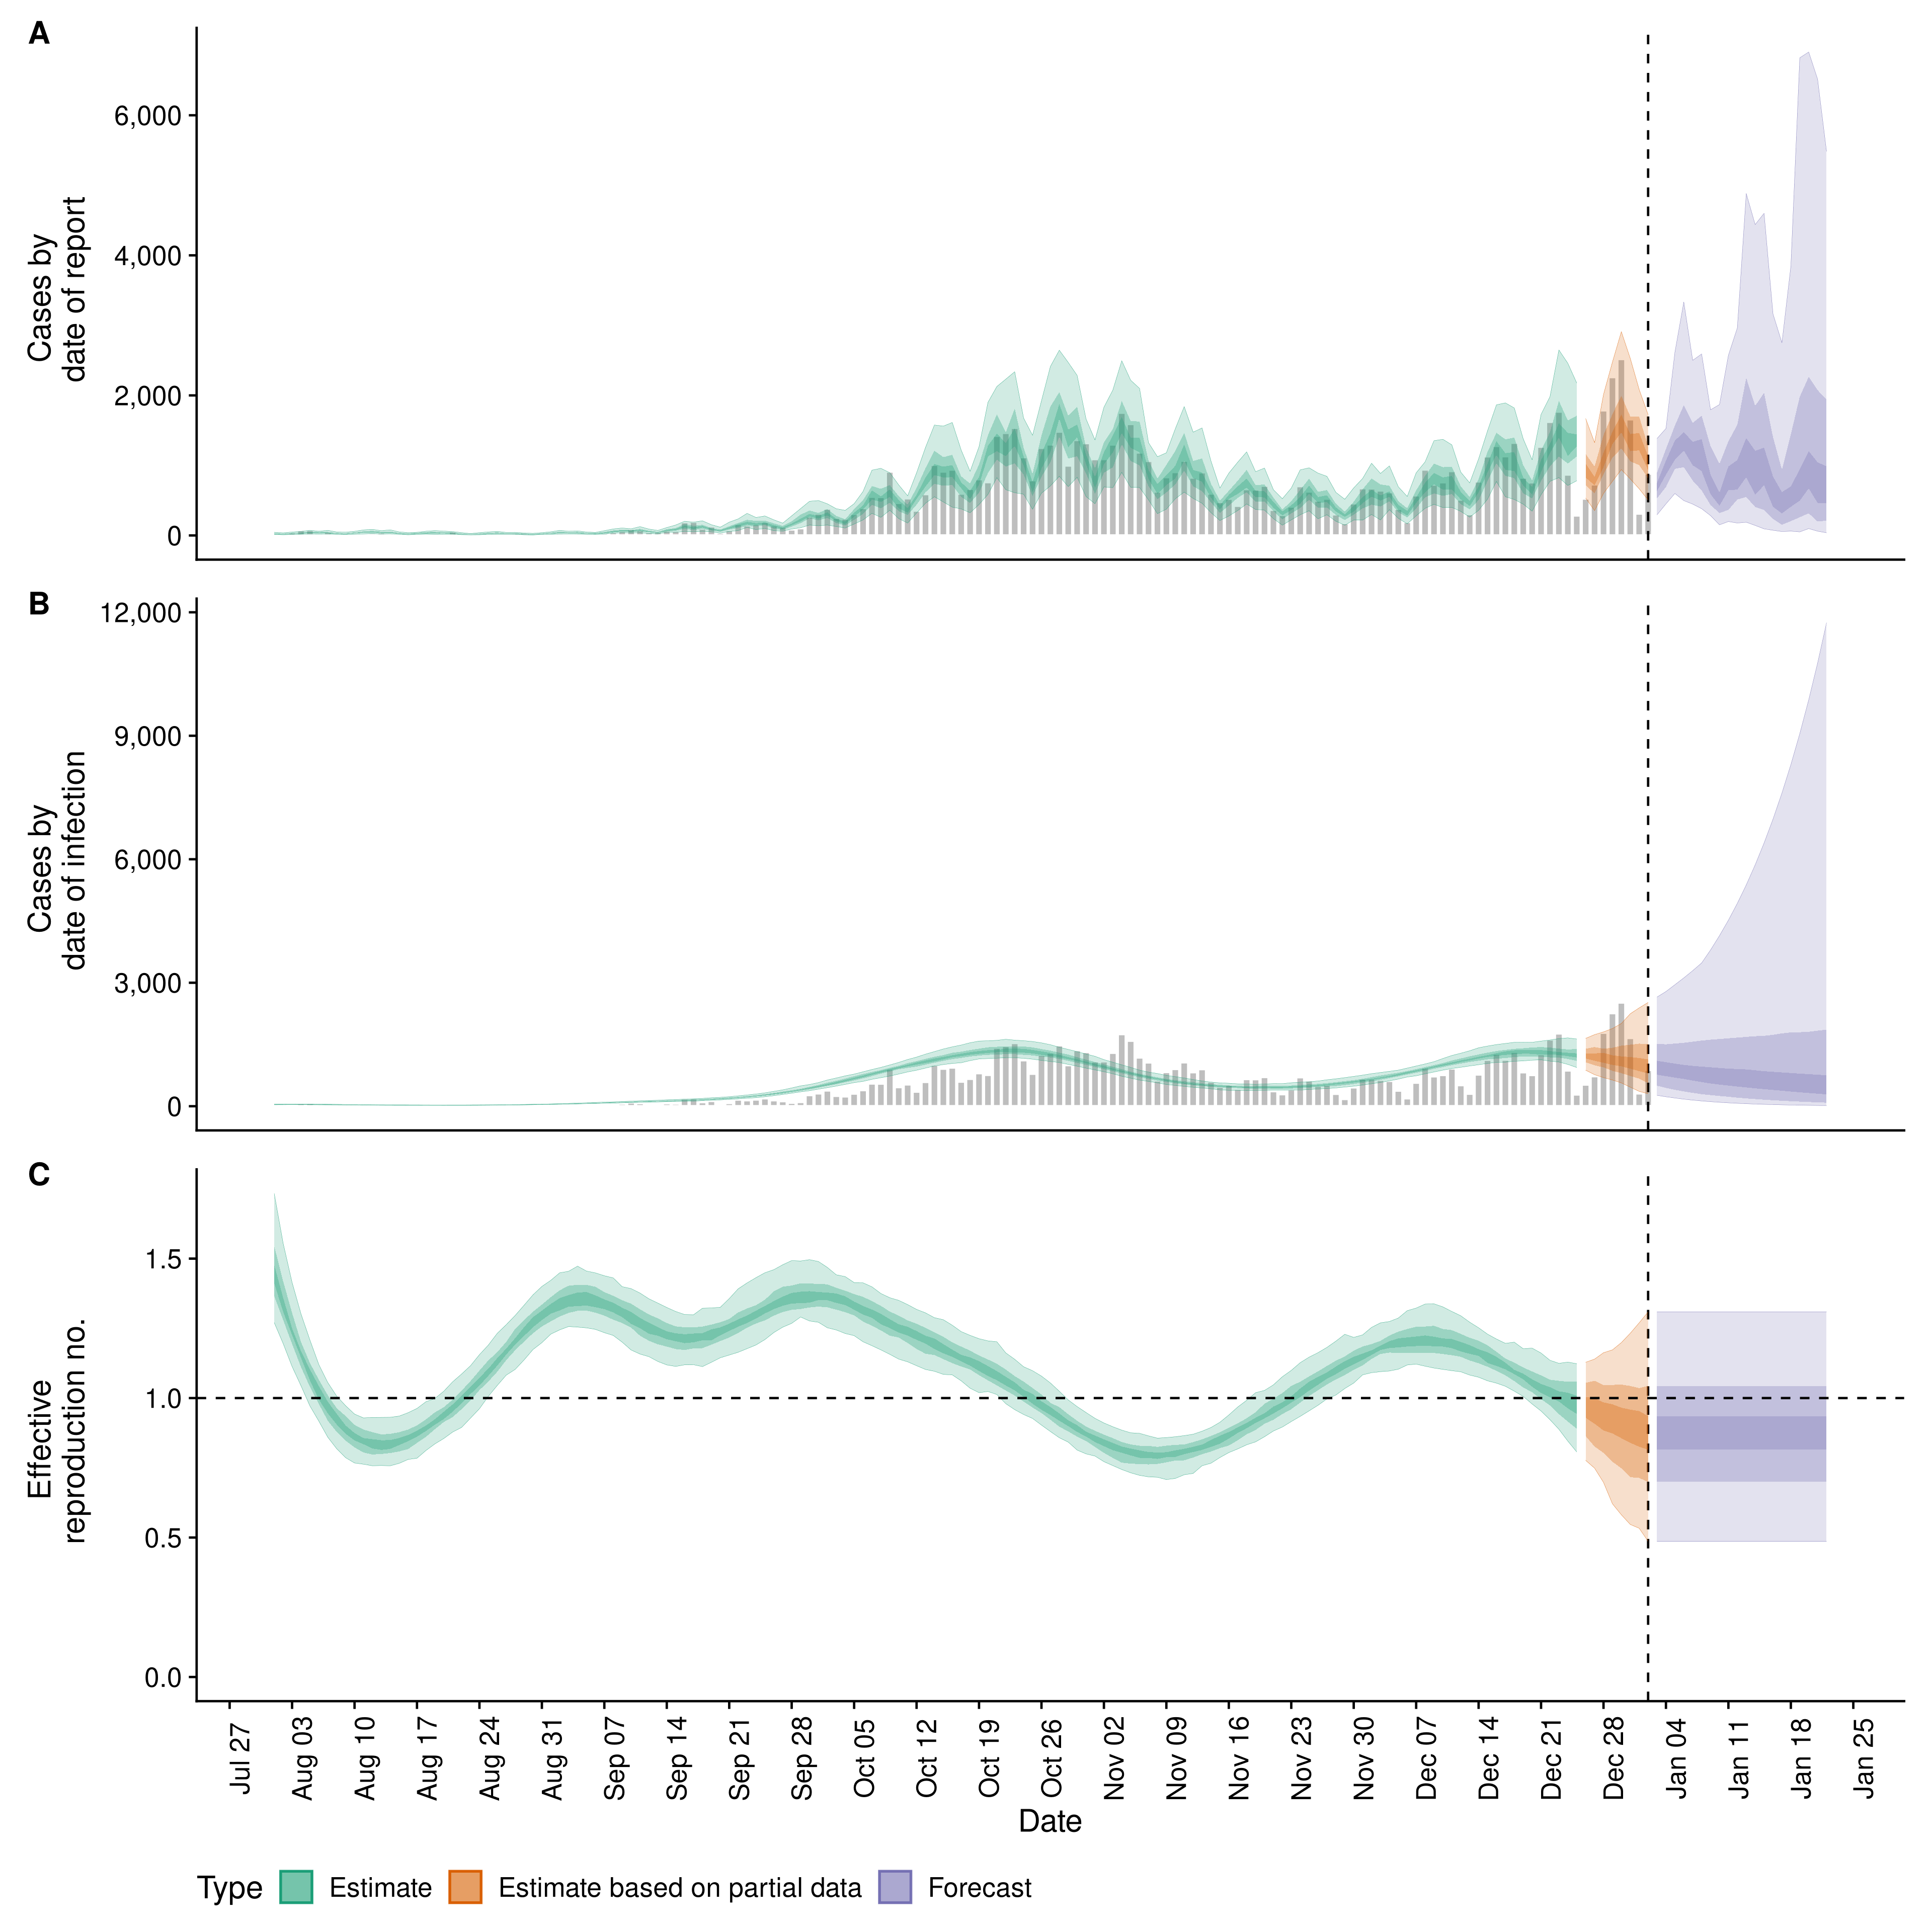 A
Cases by
date of report
6,000
4,000
2,000
0
B
Cases by
date of infection
12,000
9,000
6,000
3,000
0
C
Effective
reproduction no.
1.5
1.0
0.5
0.0
Jul 27
Aug 03
Aug 10
Aug 17
Aug 24
Aug 31
Sep 07
Sep 14
Sep 21
Sep 28
Oct 05
Oct 12
Oct 19
Oct 26
Nov 02
Nov 09
Nov 16
Nov 23
Nov 30
Dec 07
Dec 14
Dec 21
Dec 28
Jan 04
Jan 11
Jan 18
Jan 25
Date
Type Estimate Estimate based on partial data Forecast